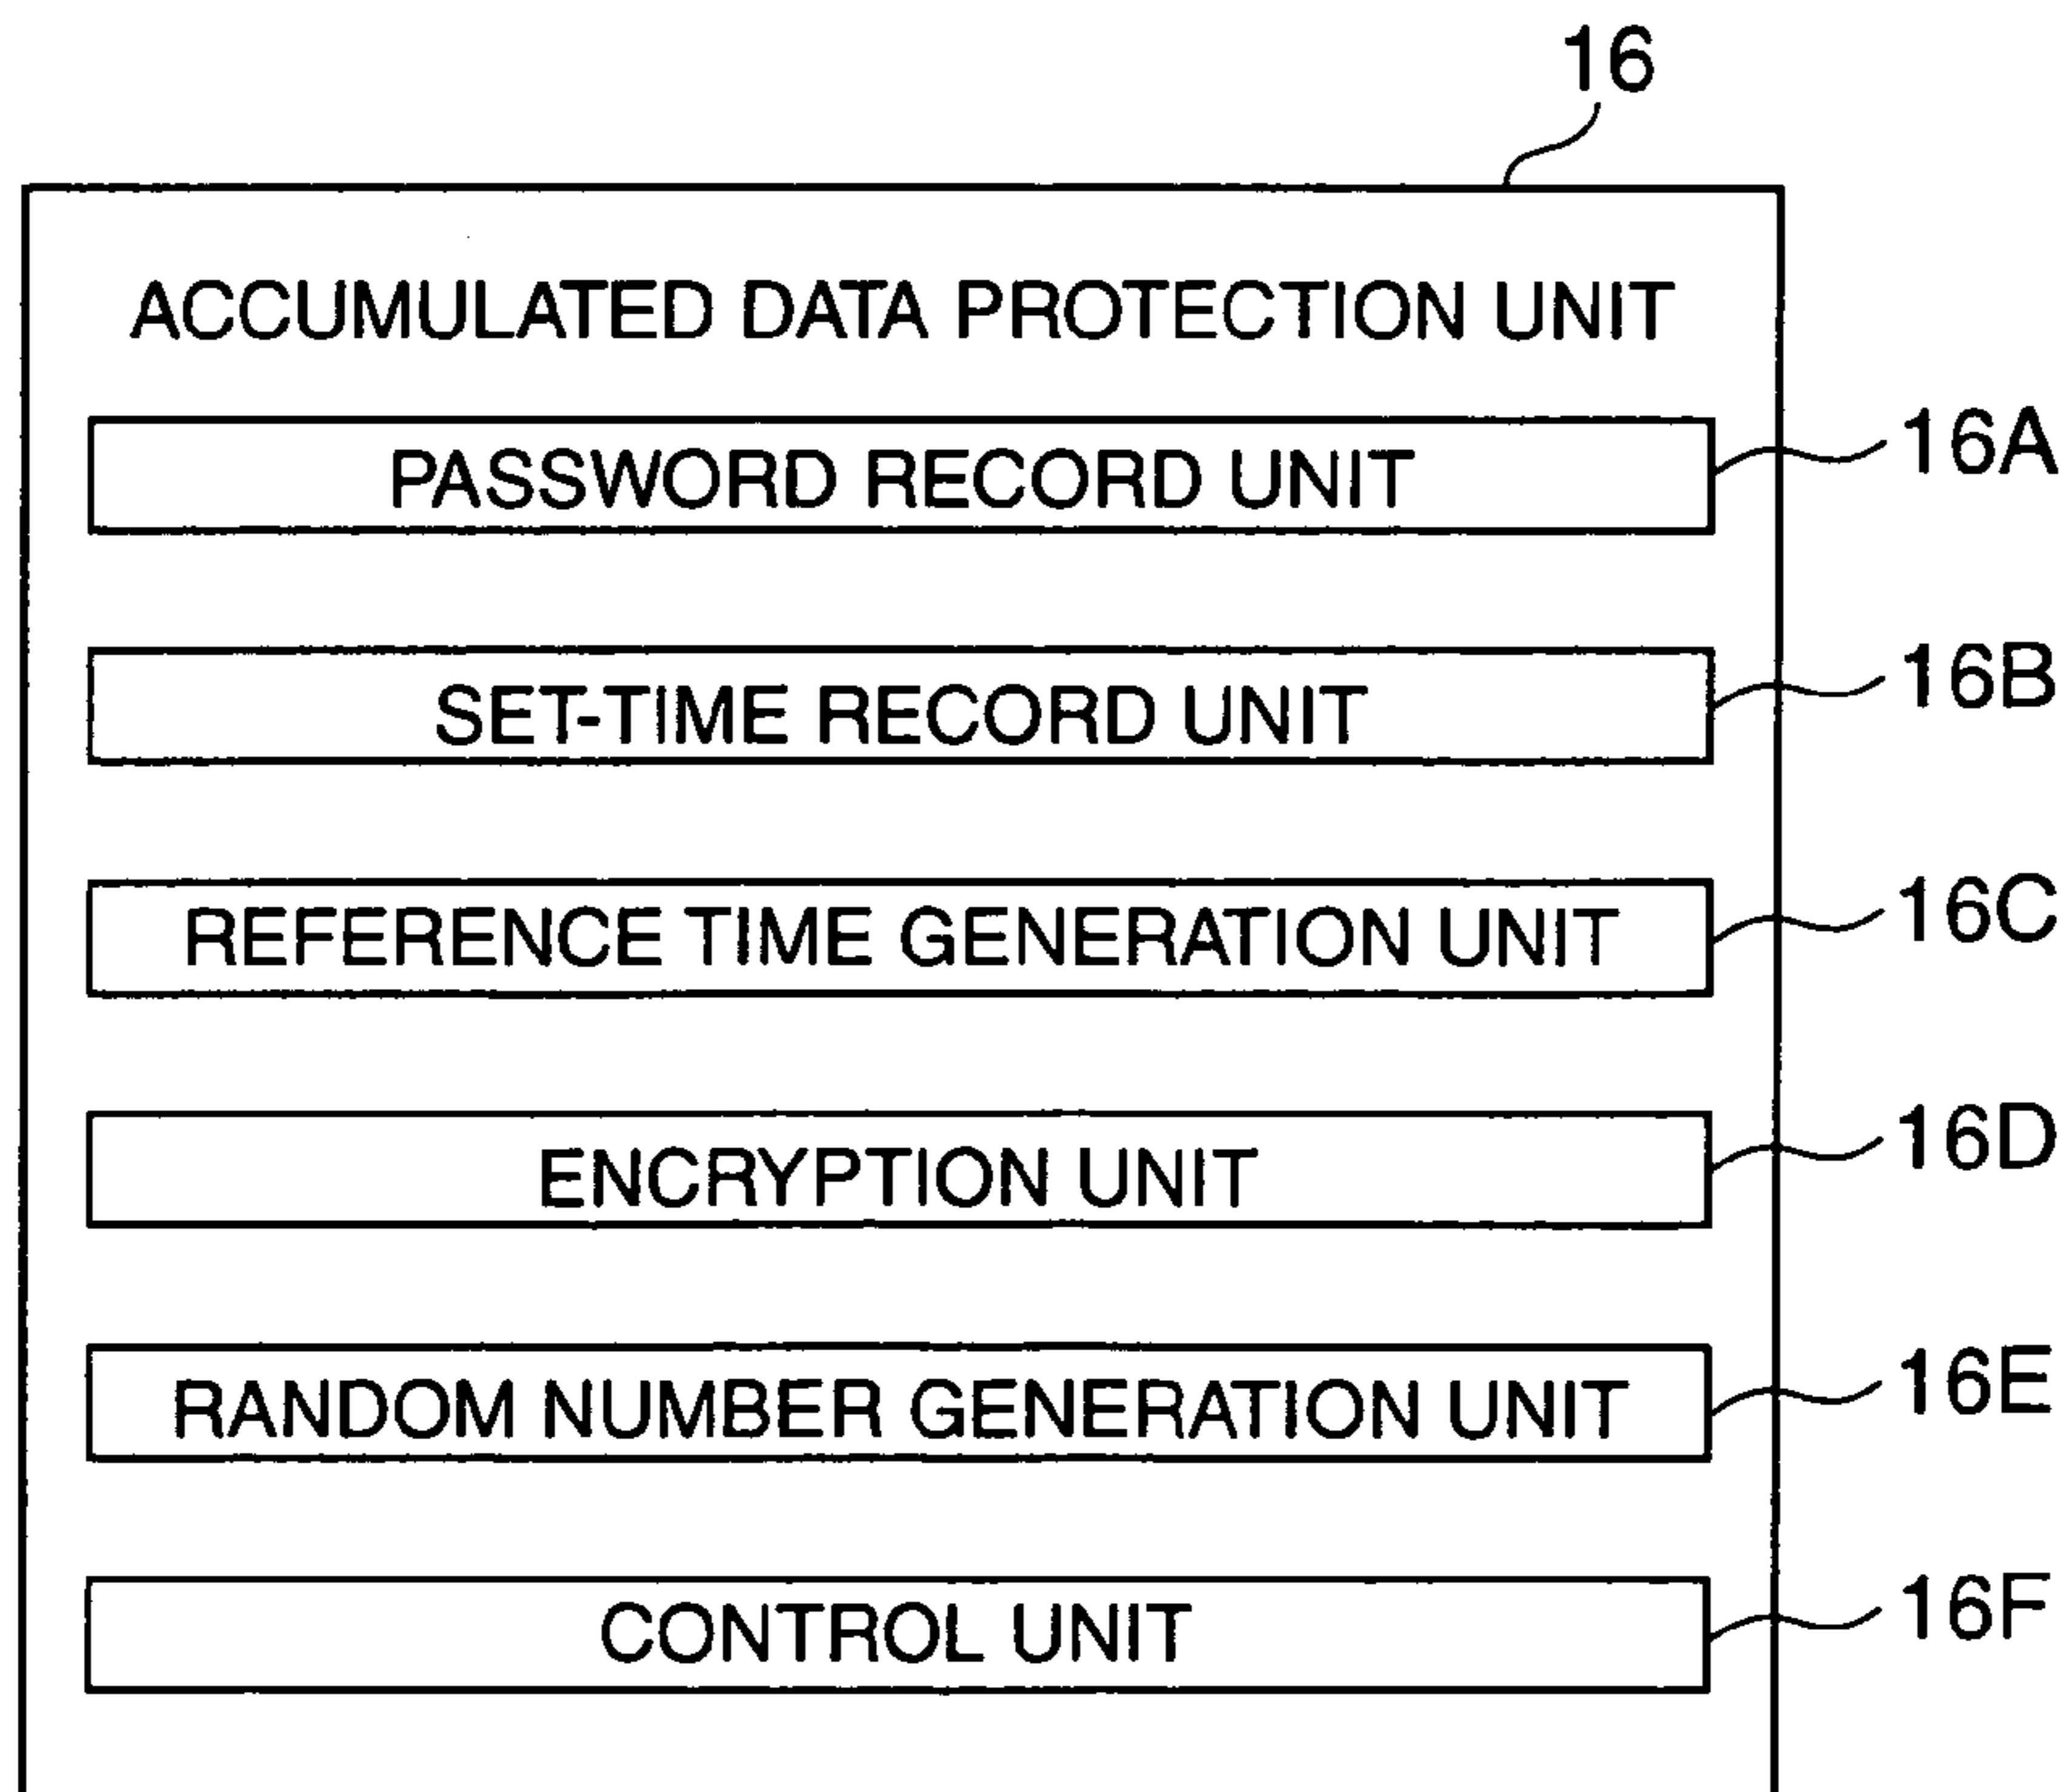 16
ACCUMULATED DATA PROTECTION UNIT
PASSWORD RECORD UNIT
16A
SET-TIME RECORD UNIT
16B
REFERENCE TIME GENERATION UNIT
16C
ENCRYPTION UNIT
16D
RANDOM NUMBER GENERATION UNIT
16E
CONTROL UNIT
16F